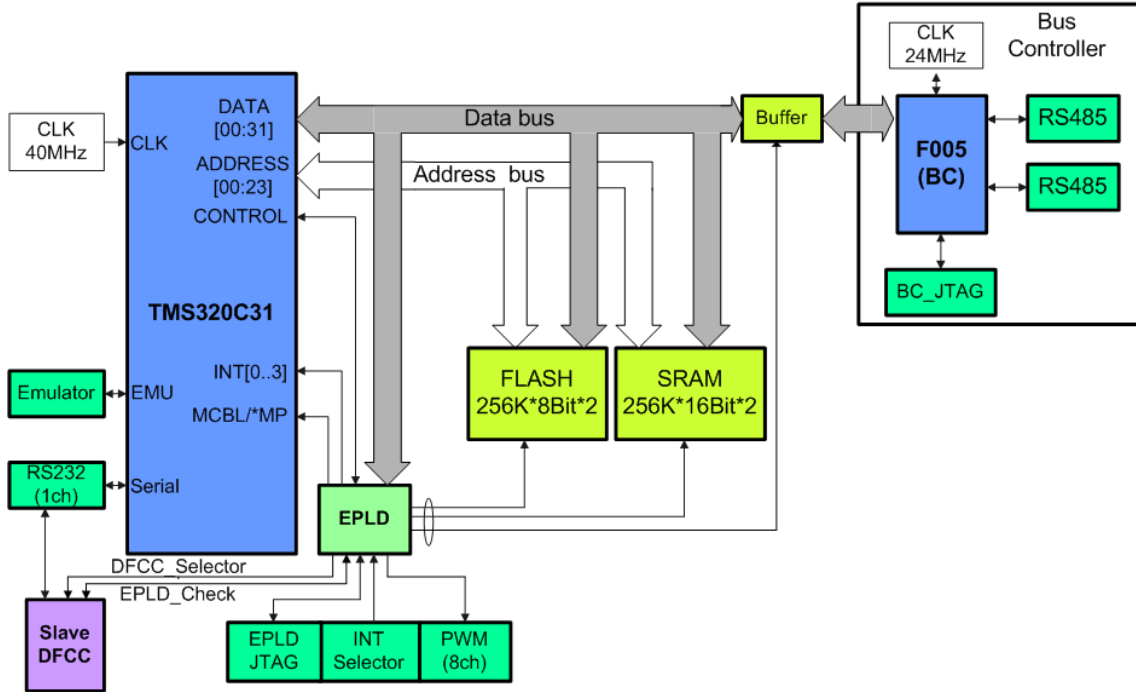 Bus
Controller
CLK
24MHz
DATA
[00:31]
Data bus
Buffer
RS485
CLK
40MHz
CLK
F005
(BC)
ADDRESS
[00:23]
Address bus
RS485
CONTROL
BC_JTAG
TMS320C31
INT[0..3]
FLASH
256K*8Bit*2
SRAM
256K*16Bit*2
Emulator
EMU
MCBL/*MP
RS232
(1ch)
Serial
EPLD
DFCC_Selector
EPLD_Check
Slave
DFCC
EPLD
JTAG
INT
Selector
PWM
(8ch)